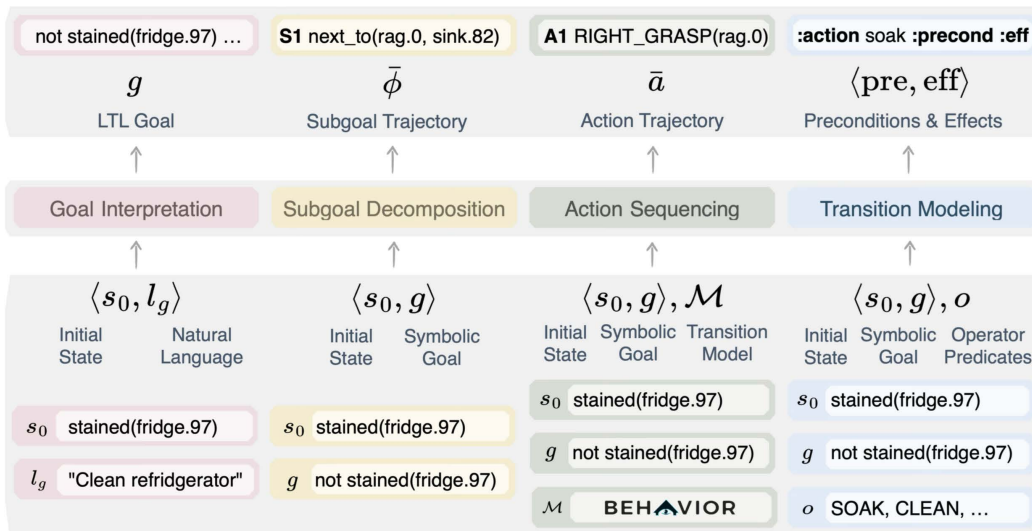 not stained(fridge.97) ...
S1 next_to(rag.0, sink.82)
A1 RIGHT_GRASP(rag.0)
:action soak :precond :eff
g
ϕ̄
ā
⟨pre, eff⟩
LTL Goal
Subgoal Trajectory
Action Trajectory
Preconditions & Effects
Goal Interpretation
Subgoal Decomposition
Action Sequencing
Transition Modeling
⟨s₀, l_g⟩
⟨s₀, g⟩
⟨s₀, g⟩, ℳ
⟨s₀, g⟩, o
Initial State
Natural Language
Initial State
Symbolic Goal
Initial State
Symbolic Goal
Transition Model
Initial State
Symbolic Goal
Operator Predicates
s₀ stained(fridge.97)
l_g "Clean refridgerator"
s₀ stained(fridge.97)
g not stained(fridge.97)
s₀ stained(fridge.97)
g not stained(fridge.97)
ℳ BEHAVIOR
s₀ stained(fridge.97)
g not stained(fridge.97)
o SOAK, CLEAN, ...